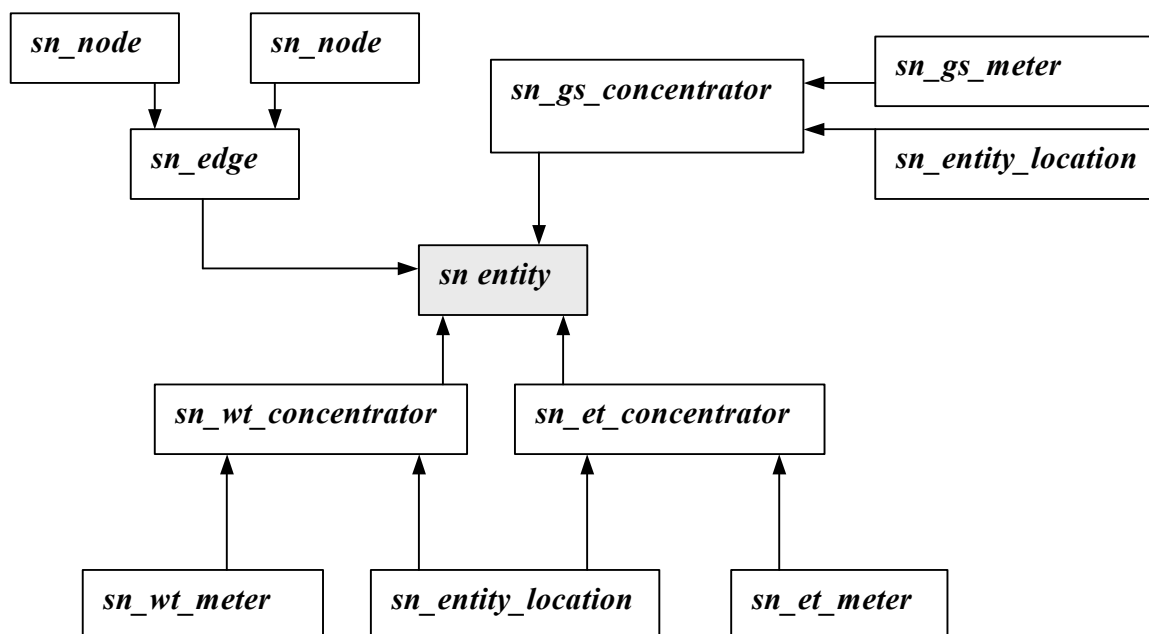 sn_node
sn_node
sn_gs_concentrator
sn_gs_meter
sn_edge
sn_entity_location
sn entity
sn_wt_concentrator
sn_et_concentrator
sn_wt_meter
sn_entity_location
sn_et_meter